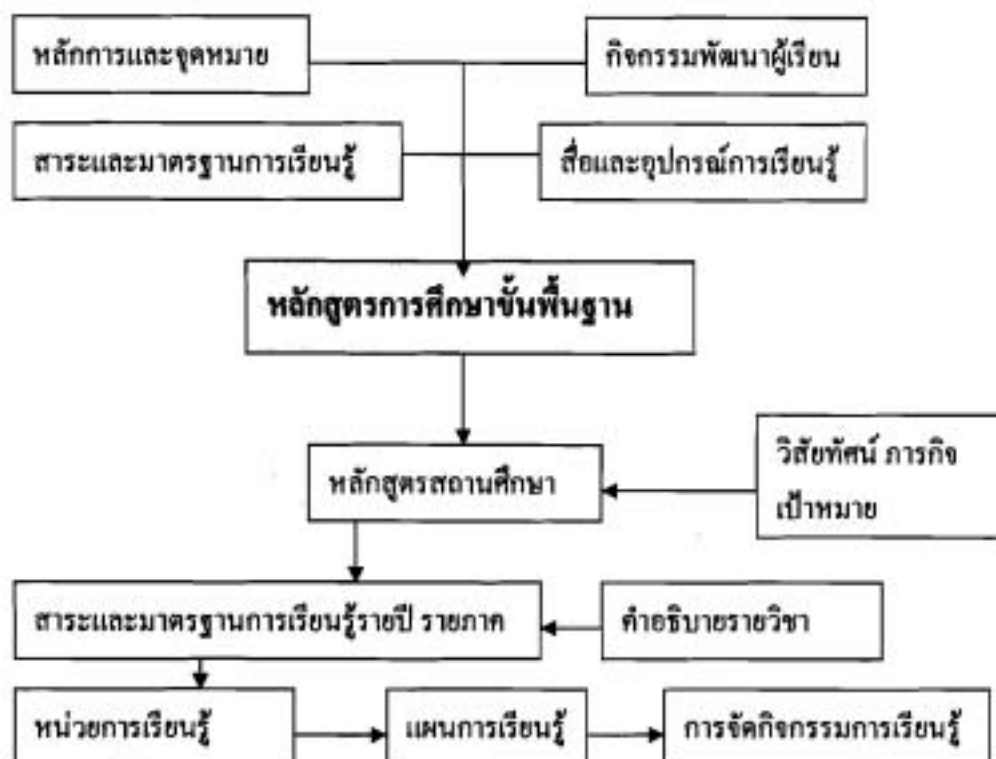 หลักการและจุดหมาย
กิจกรรมพัฒนาผู้เรียน
สาระและมาตรฐานการเรียนรู้
สื่อและอุปกรณ์การเรียนรู้
หลักสูตรการศึกษาขั้นพื้นฐาน
วิสัยทัศน์ ภารกิจ
เป้าหมาย
หลักสูตรสถานศึกษา
สาระและมาตรฐานการเรียนรู้รายปี รายภาค
คำอธิบายรายวิชา
หน่วยการเรียนรู้
แผนการเรียนรู้
การจัดกิจกรรมการเรียนรู้